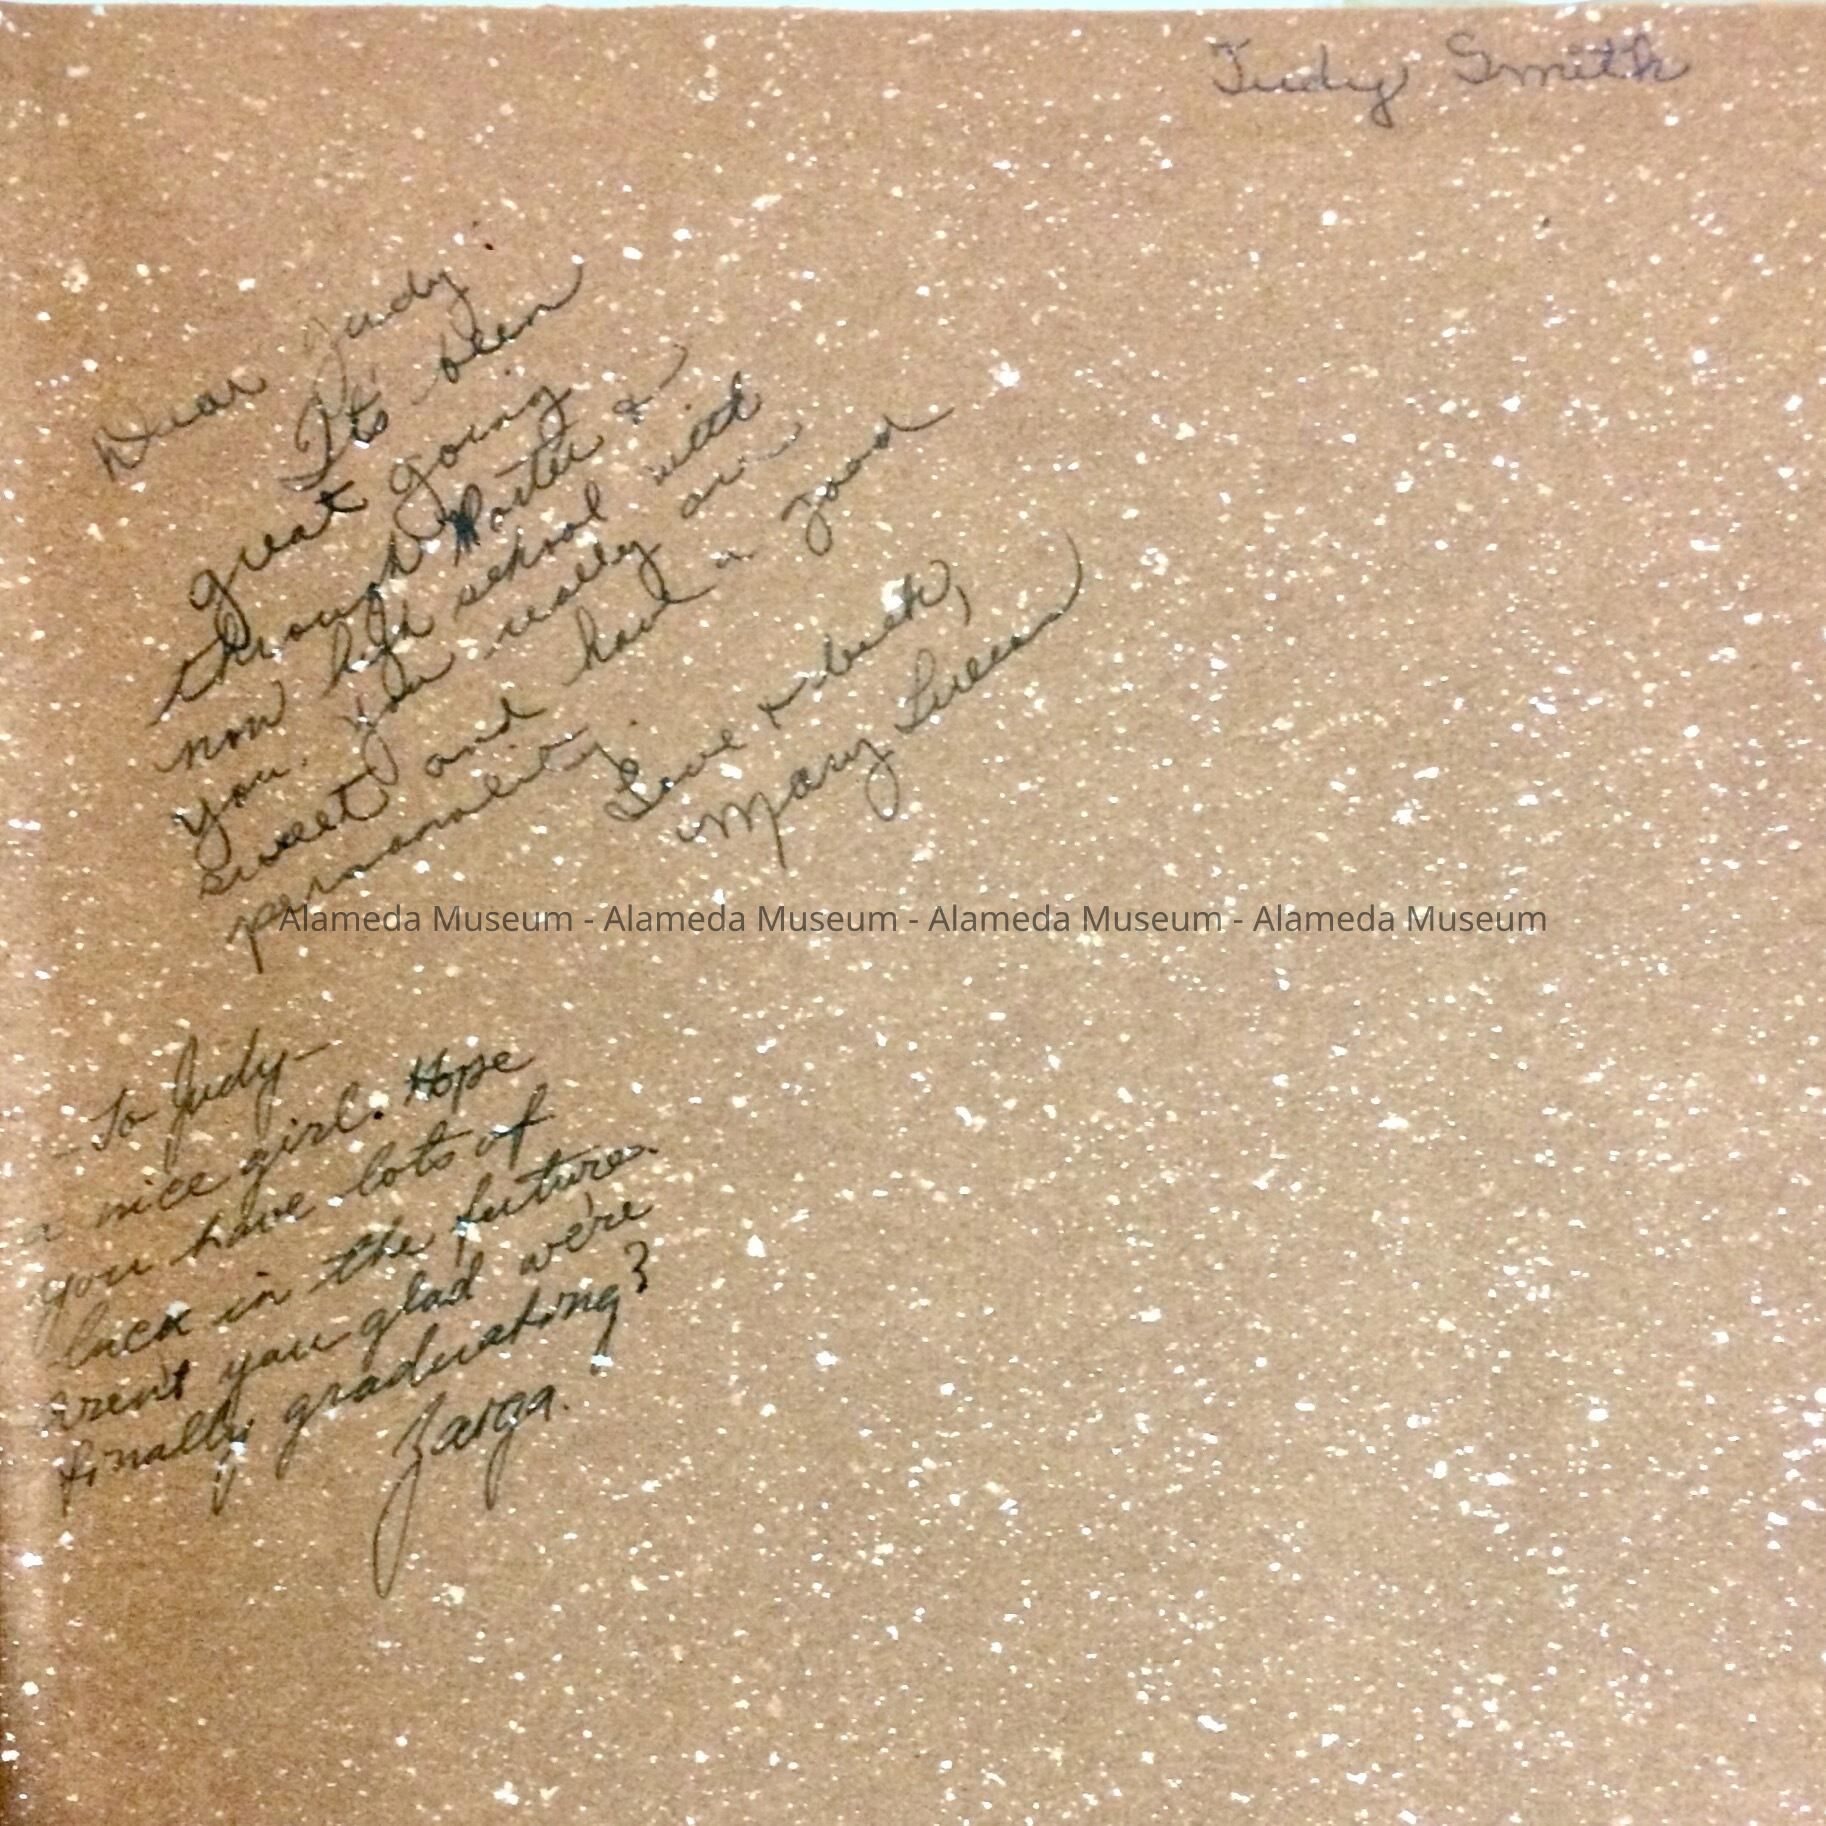 Judy Smith
Dear Judy
Its been
great going
through Porter &
now high school with
you. You really are
sweet and have a good
personality.
Love & luck,
Mary
Alameda Museum - Alameda Museum - Alameda Museum - Alameda Museum
- To Judy -
a nice girl. Hope
you have lots of
luck in the future.
aren't you glad we're
finally graduating?